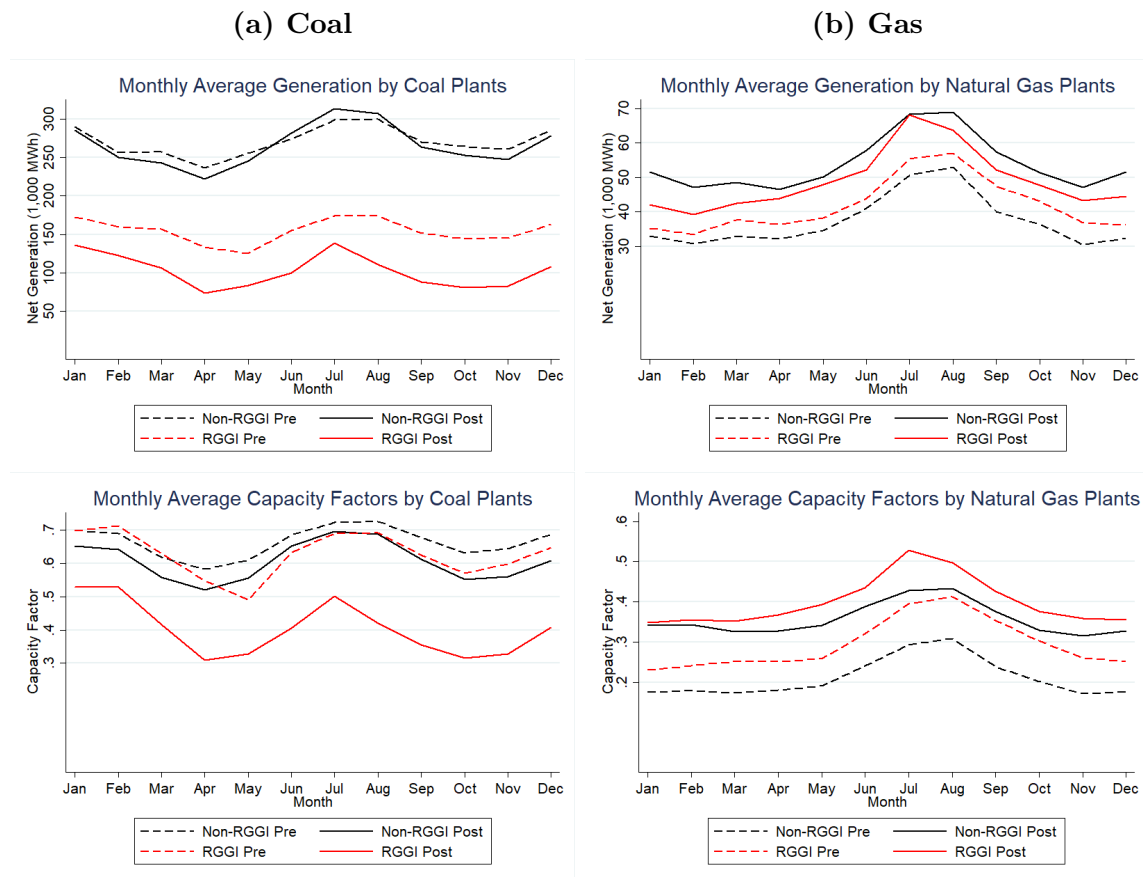 (a) Coal
(b) Gas
Monthly Average Generation by Coal Plants
Net Generation (1,000 MWh)
300
250
200
150
100
50
Jan Feb Mar Apr May Jun Jul Aug Sep Oct Nov Dec
Month
Non-RGGI Pre Non-RGGI Post
RGGI Pre RGGI Post
Monthly Average Generation by Natural Gas Plants
Net Generation (1,000 MWh)
70
60
50
40
30
Jan Feb Mar Apr May Jun Jul Aug Sep Oct Nov Dec
Month
Non-RGGI Pre Non-RGGI Post
RGGI Pre RGGI Post
Monthly Average Capacity Factors by Coal Plants
Capacity Factor
.7
.6
.5
.4
.3
Jan Feb Mar Apr May Jun Jul Aug Sep Oct Nov Dec
Month
Non-RGGI Pre Non-RGGI Post
RGGI Pre RGGI Post
Monthly Average Capacity Factors by Natural Gas Plants
Capacity Factor
.6
.5
.4
.3
.2
Jan Feb Mar Apr May Jun Jul Aug Sep Oct Nov Dec
Month
Non-RGGI Pre Non-RGGI Post
RGGI Pre RGGI Post